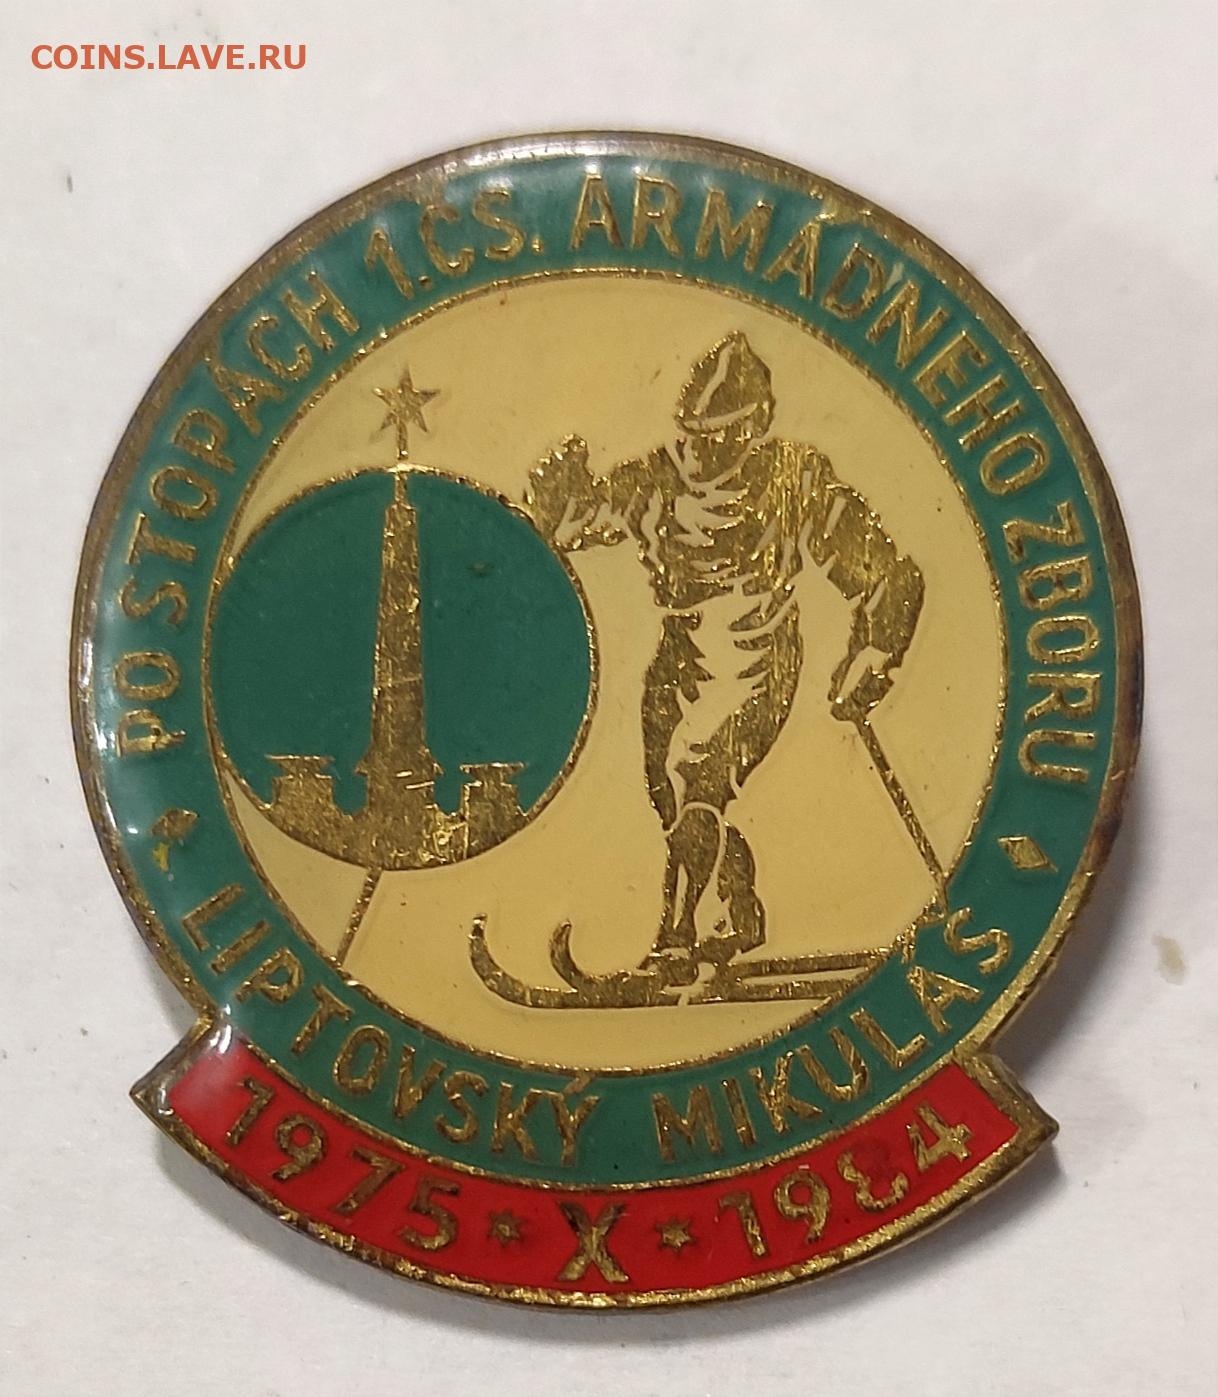 COINS.LAVE.RU
PO STOPÁCH 1.ČS. ARMÁDNEHO ZBORU
LIPTOVSKÝ MIKULÁŠ
1975 * X * 1984